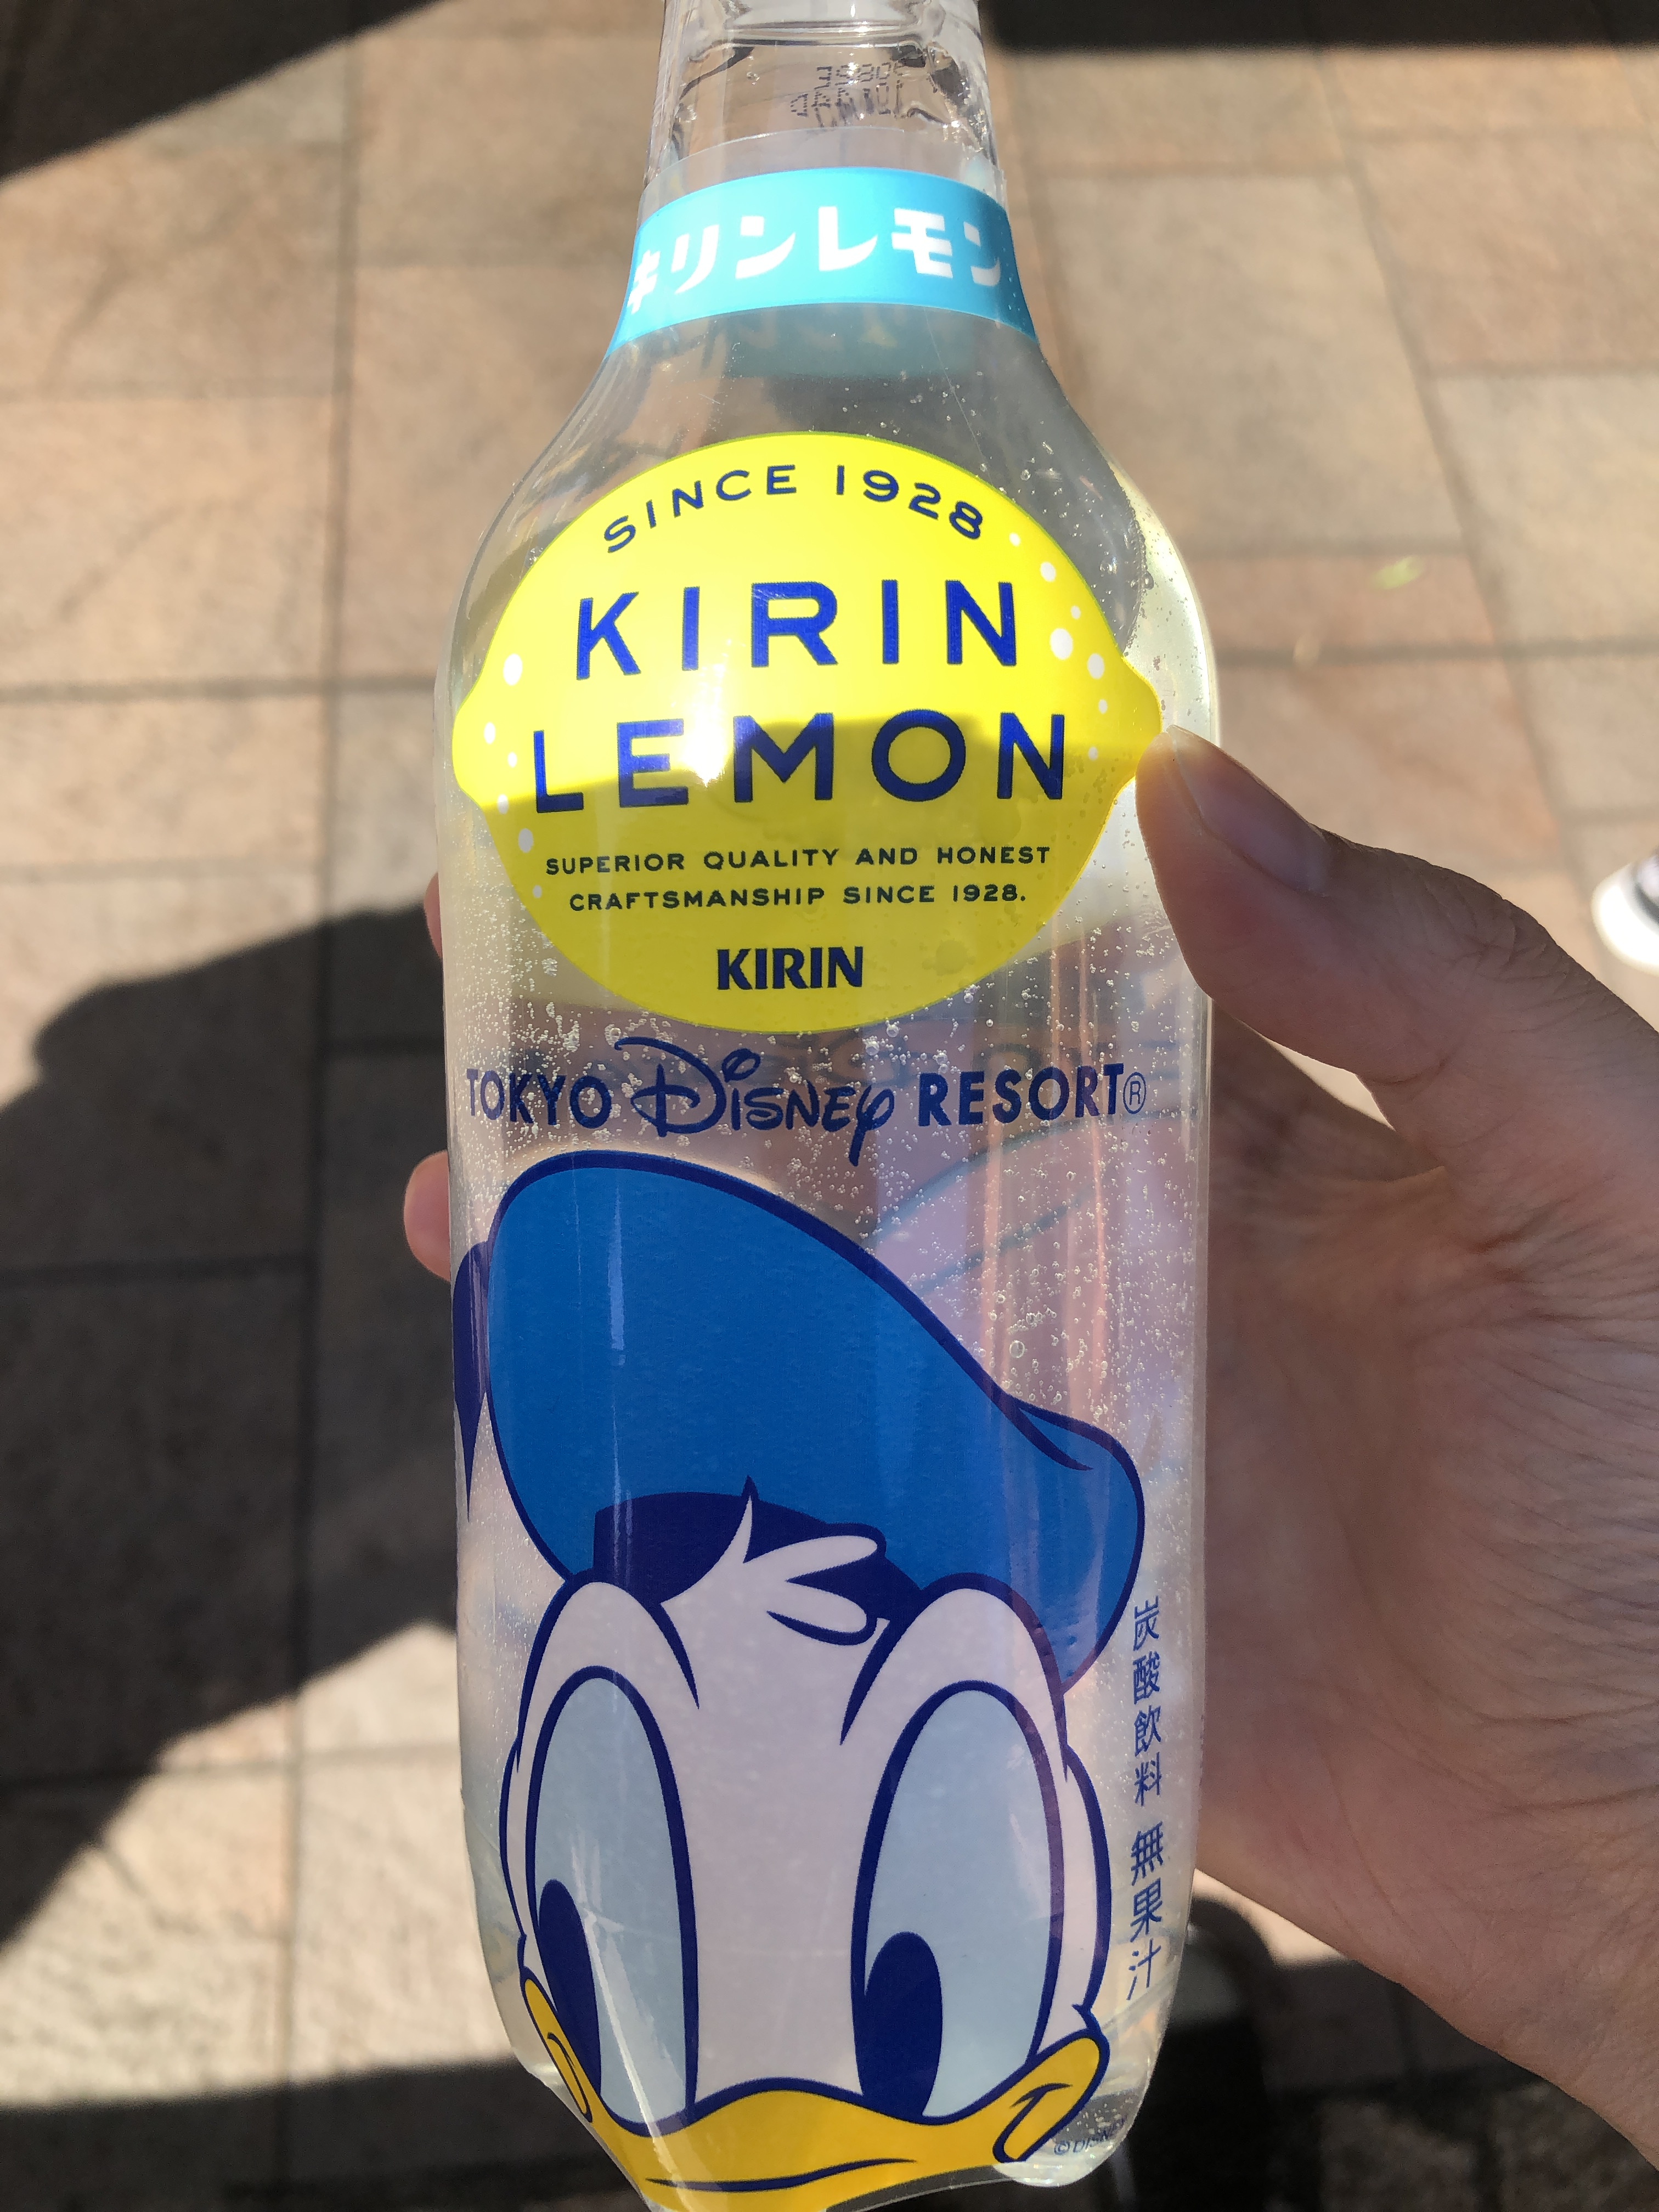 キリンレモン
SINCE 1928
KIRIN
LEMON
SUPERIOR QUALITY AND HONEST
CRAFTSMANSHIP SINCE 1928.
KIRIN
TOKYO Disney RESORT®
炭酸飲料 無果汁